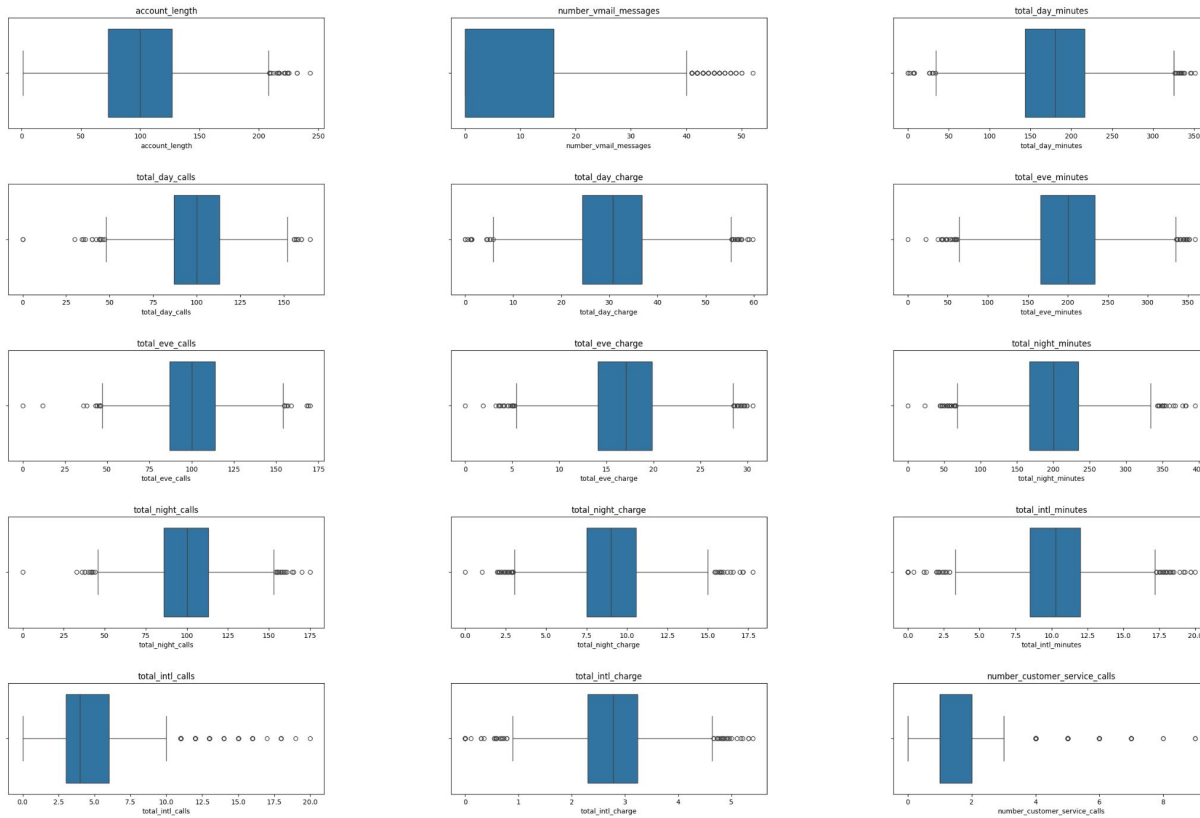 account_length number_vmail_messages total_day_minutes
0 50 100 150 200 250 0 10 20 30 40 50 0 50 100 150 200 250 300 350
account_length number_vmail_messages total_day_minutes
total_day_calls total_day_charge total_eve_minutes
0 25 50 75 100 125 150 0 10 20 30 40 50 60 0 50 100 150 200 250 300 350
total_day_calls total_day_charge total_eve_minutes
total_eve_calls total_eve_charge total_night_minutes
0 25 50 75 100 125 150 175 0 5 10 15 20 25 30 0 50 100 150 200 250 300 350 40
total_eve_calls total_eve_charge total_night_minutes
total_night_calls total_night_charge total_intl_minutes
0 25 50 75 100 125 150 175 0.0 2.5 5.0 7.5 10.0 12.5 15.0 17.5 0.0 2.5 5.0 7.5 10.0 12.5 15.0 17.5 20.0
total_night_calls total_night_charge total_intl_minutes
total_intl_calls total_intl_charge number_customer_service_calls
0.0 2.5 5.0 7.5 10.0 12.5 15.0 17.5 20.0 0 1 2 3 4 5 0 2 4 6 8
total_intl_calls total_intl_charge number_customer_service_calls